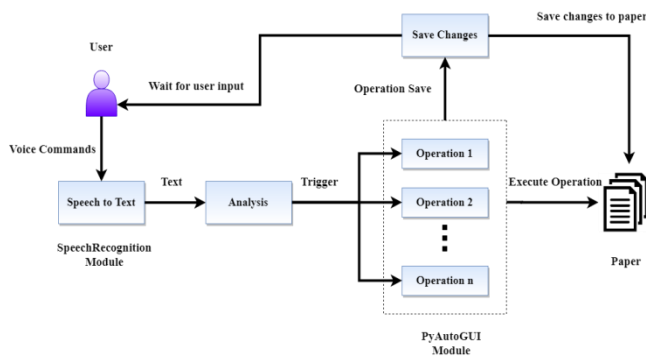 Save changes to paper
User
Save Changes
Wait for user input
Operation Save
Voice Commands
Operation 1
Text
Trigger
Execute Operation
Speech to Text
Analysis
Operation 2
SpeechRecognition
Module
Paper
Operation n
PyAutoGUI
Module